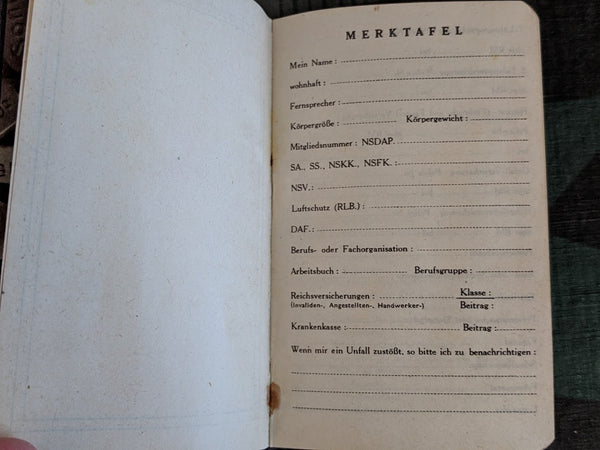 MERKTAFEL
Mein Name :
wohnhaft :
Fernsprecher :
Körpergröße : Körpergewicht :
Mitgliedsnummer : NSDAP.
SA., SS., NSKK., NSFK. :
NSV. :
Luftschutz (RLB.) :
DAF. :
Berufs- oder Fachorganisation :
Arbeitsbuch : Berufsgruppe :
Reichsversicherungen : Klasse :
(Invaliden-, Angestellten-, Handwerker-) Beitrag :
Krankenkasse : Beitrag :
Wenn mir ein Unfall zustößt, so bitte ich zu benachrichtigen :